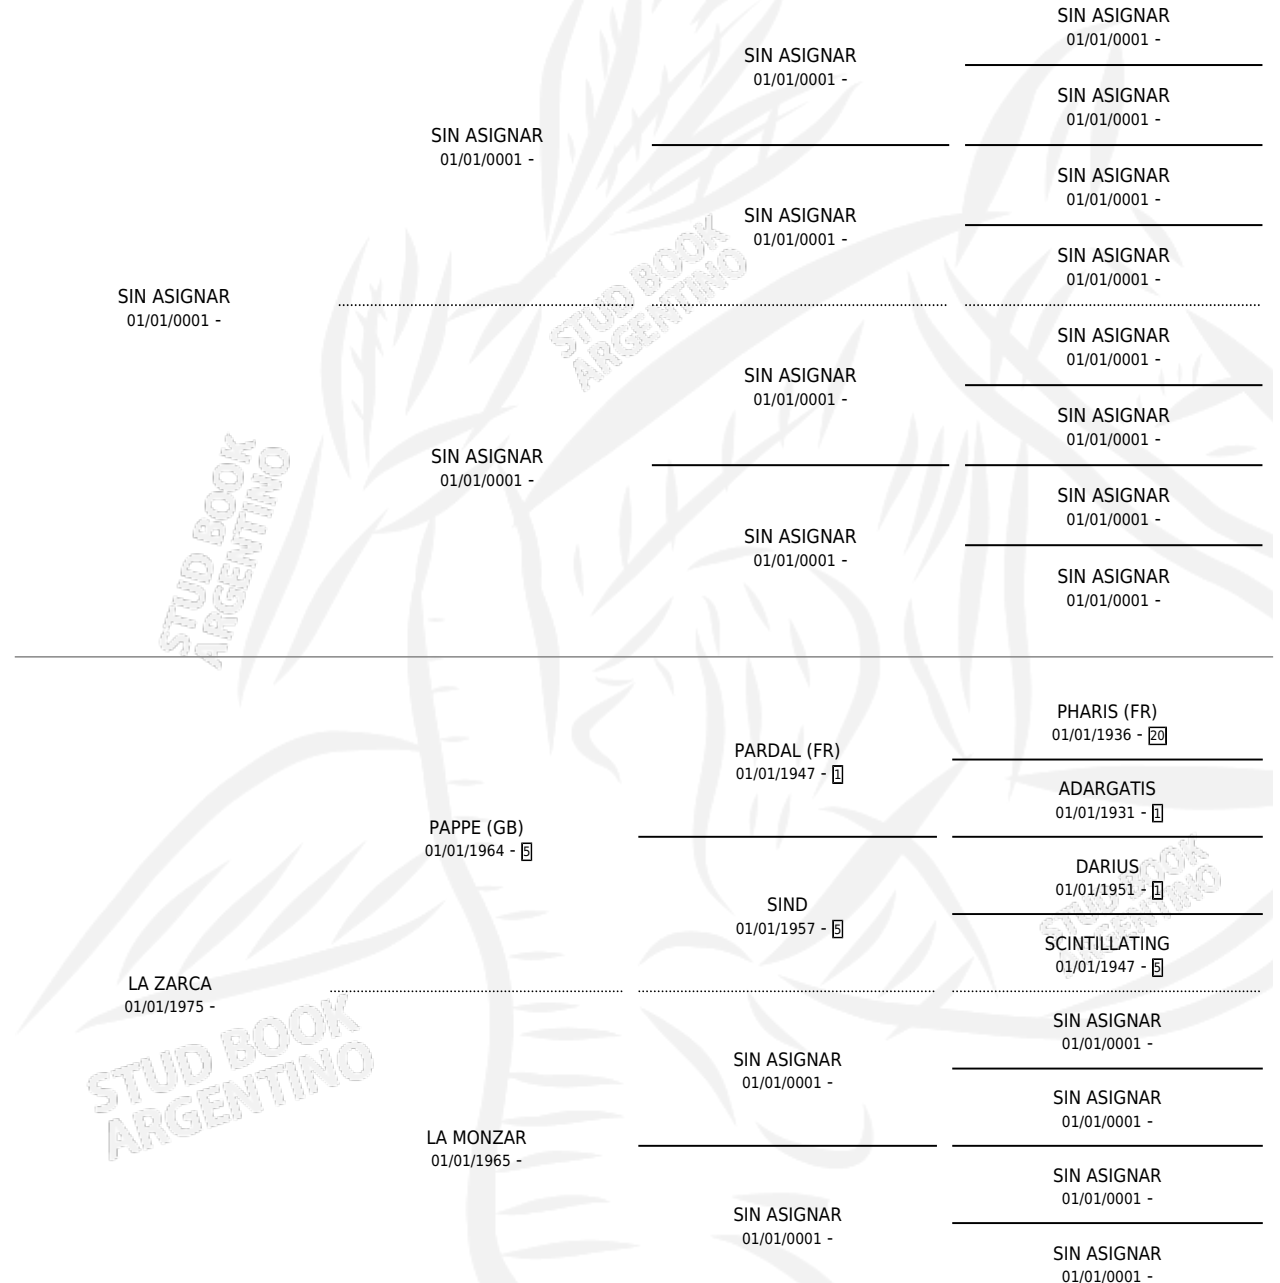 SIN ASIGNAR
01/01/0001 -
SIN ASIGNAR
01/01/0001 -
SIN ASIGNAR
01/01/0001 -
SIN ASIGNAR
01/01/0001 -
SIN ASIGNAR
01/01/0001 -
SIN ASIGNAR
01/01/0001 -
SIN ASIGNAR
01/01/0001 -
SIN ASIGNAR
01/01/0001 -
SIN ASIGNAR
01/01/0001 -
SIN ASIGNAR
01/01/0001 -
SIN ASIGNAR
01/01/0001 -
SIN ASIGNAR
01/01/0001 -
SIN ASIGNAR
01/01/0001 -
SIN ASIGNAR
01/01/0001 -
SIN ASIGNAR
01/01/0001 -
STUD BOOK
ARGENTINO
STUD BOOK
ARGENTINO
PHARIS (FR)
01/01/1936 - 20
PARDAL (FR)
01/01/1947 - 1
ADARGATIS
01/01/1931 - 1
PAPPE (GB)
01/01/1964 - 5
DARIUS
01/01/1951 - 1
SIND
01/01/1957 - 5
SCINTILLATING
01/01/1947 - 5
STUD BOOK
ARGENTINO
LA ZARCA
01/01/1975 -
SIN ASIGNAR
01/01/0001 -
SIN ASIGNAR
01/01/0001 -
SIN ASIGNAR
01/01/0001 -
LA MONZAR
01/01/1965 -
SIN ASIGNAR
01/01/0001 -
SIN ASIGNAR
01/01/0001 -
SIN ASIGNAR
01/01/0001 -
STUD BOOK
ARGENTINO